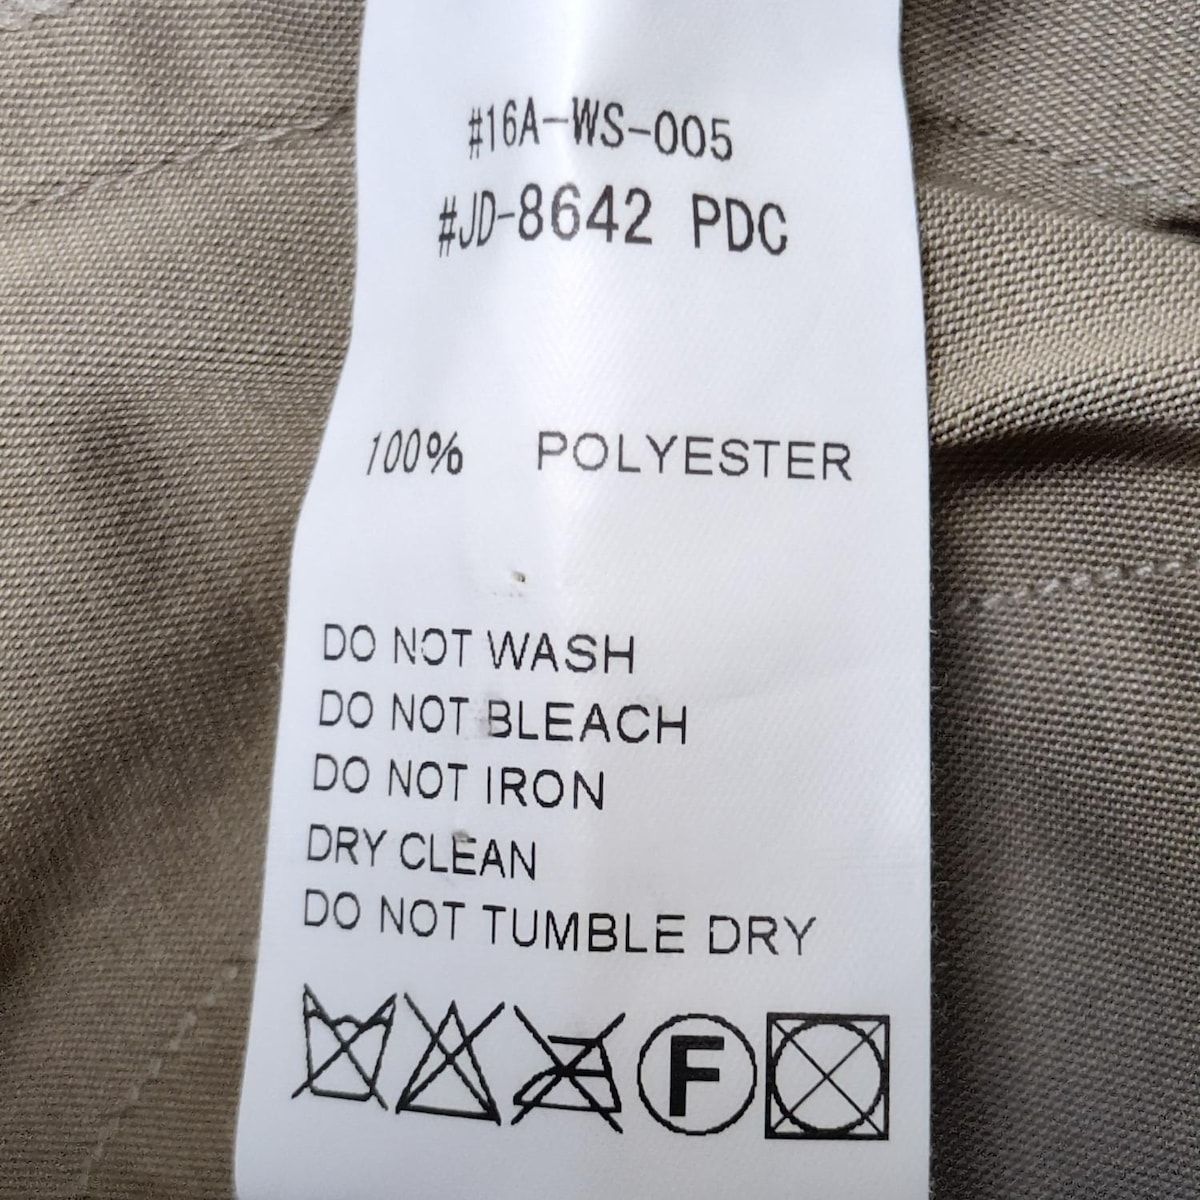 #16A-WS-005
#JD-8642 PDC
100% POLYESTER
DO NOT WASH
DO NOT BLEACH
DO NOT IRON
DRY CLEAN
DO NOT TUMBLE DRY
F